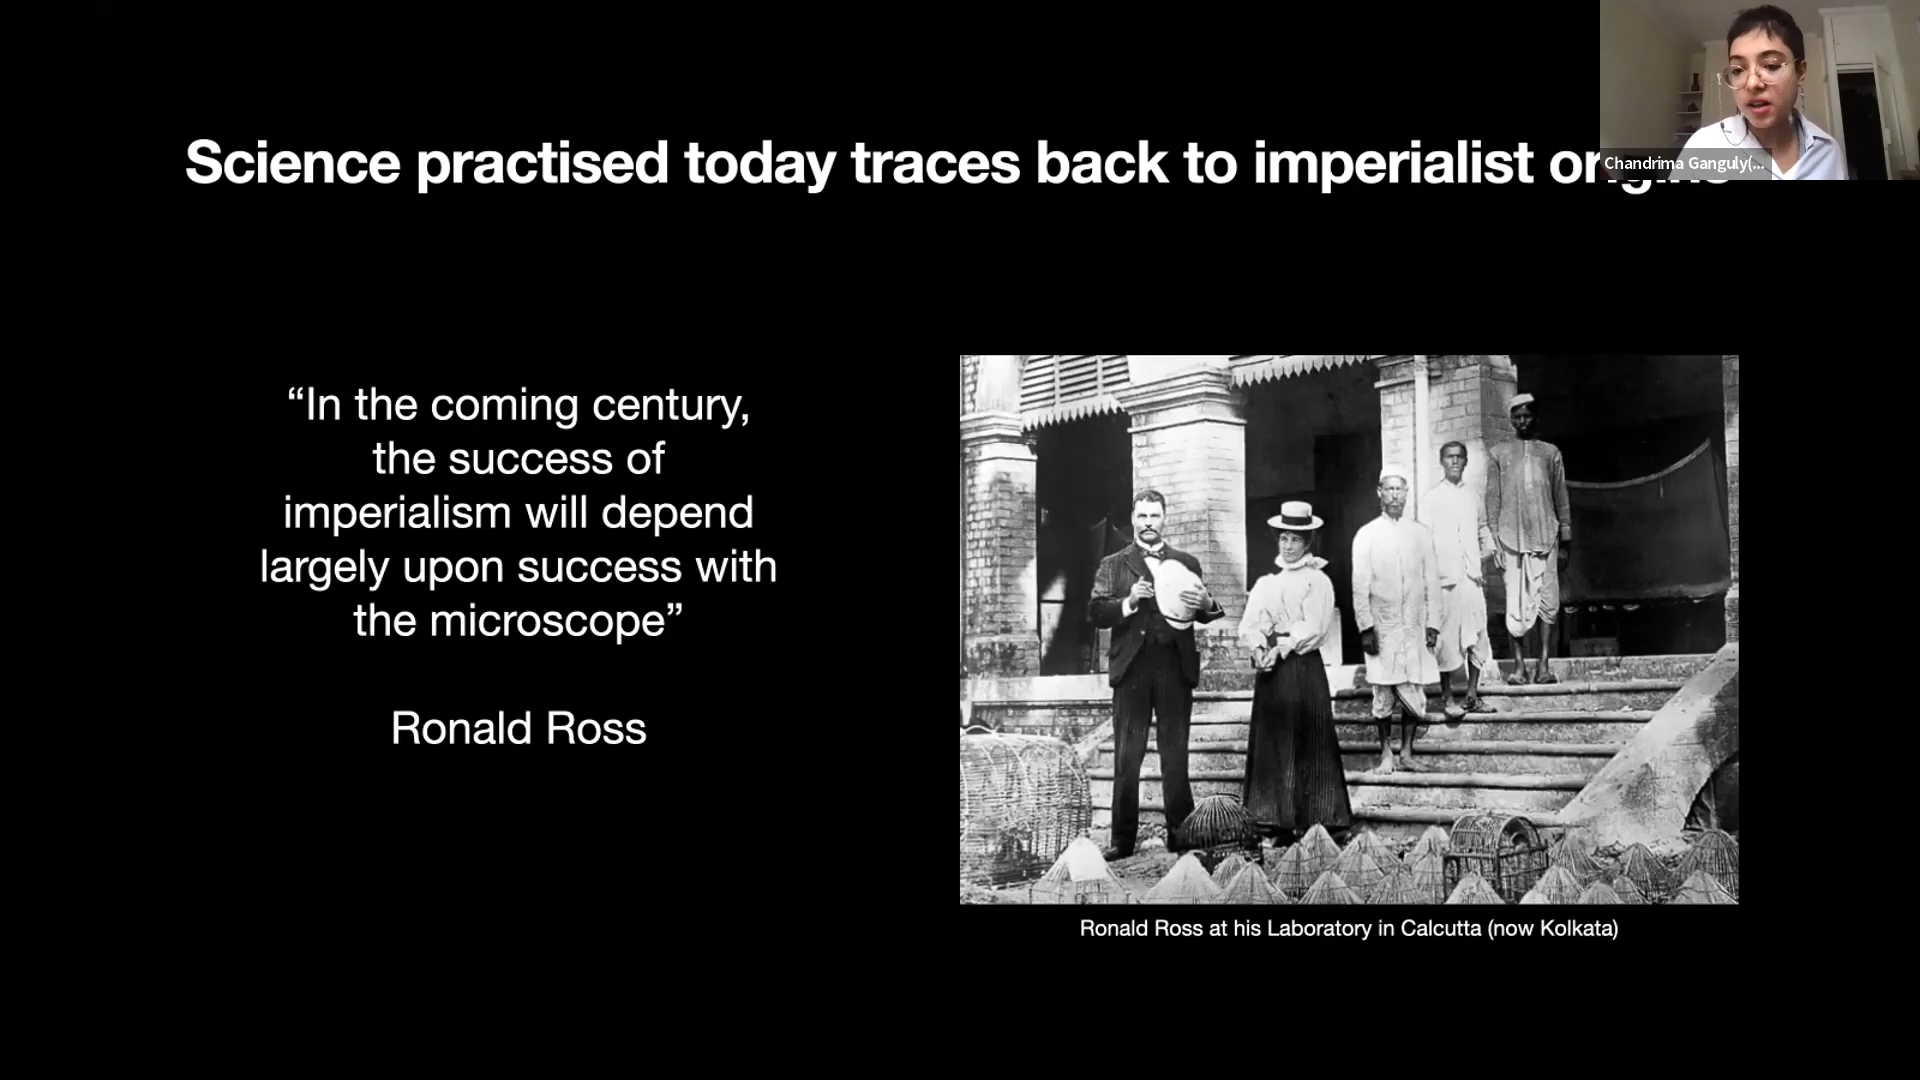 Science practised today traces back to imperialist origins
Chandrima Ganguly(...
“In the coming century,
the success of
imperialism will depend
largely upon success with
the microscope”
Ronald Ross
Ronald Ross at his Laboratory in Calcutta (now Kolkata)